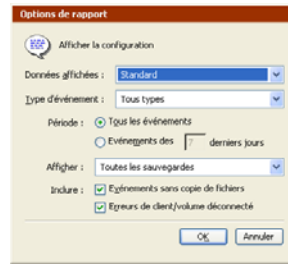 Options de rapport
Afficher la configuration
Données affichées : Standard
Type d'événement : Tous types
Période : Tous les événements
Evénements des 7 derniers jours
Afficher : Toutes les sauvegardes
Inclure : Evénements sans copie de fichiers
Erreurs de client/volume déconnecté
OK Annuler